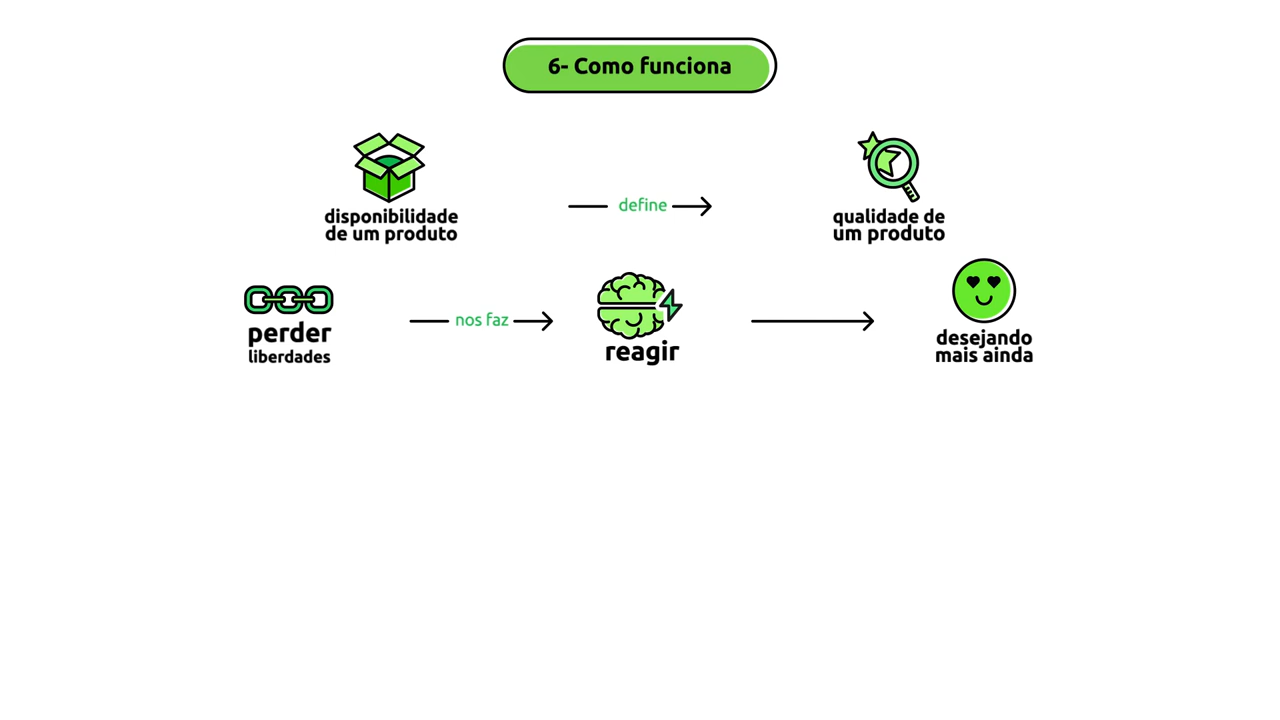 6- Como funciona
disponibilidade
de um produto
define
qualidade de
um produto
perder
liberdades
nos faz
reagir
desejando
mais ainda